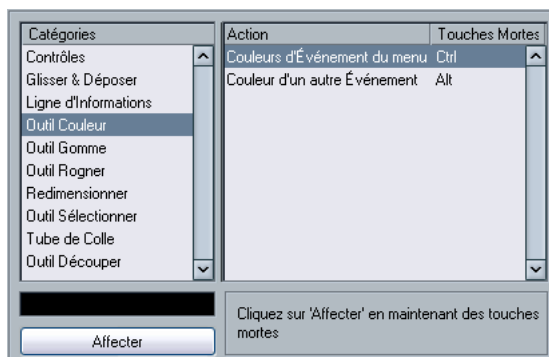 Catégories
Contrôles
Glisser & Déposer
Ligne d'Informations
Outil Couleur
Outil Gomme
Outil Rogner
Redimensionner
Outil Sélectionner
Tube de Colle
Outil Découper
Affecter
Action Touches Mortes
Couleurs d'Événement du menu Ctrl
Couleur d'un autre Événement Alt
Cliquez sur 'Affecter' en maintenant des touches
mortes